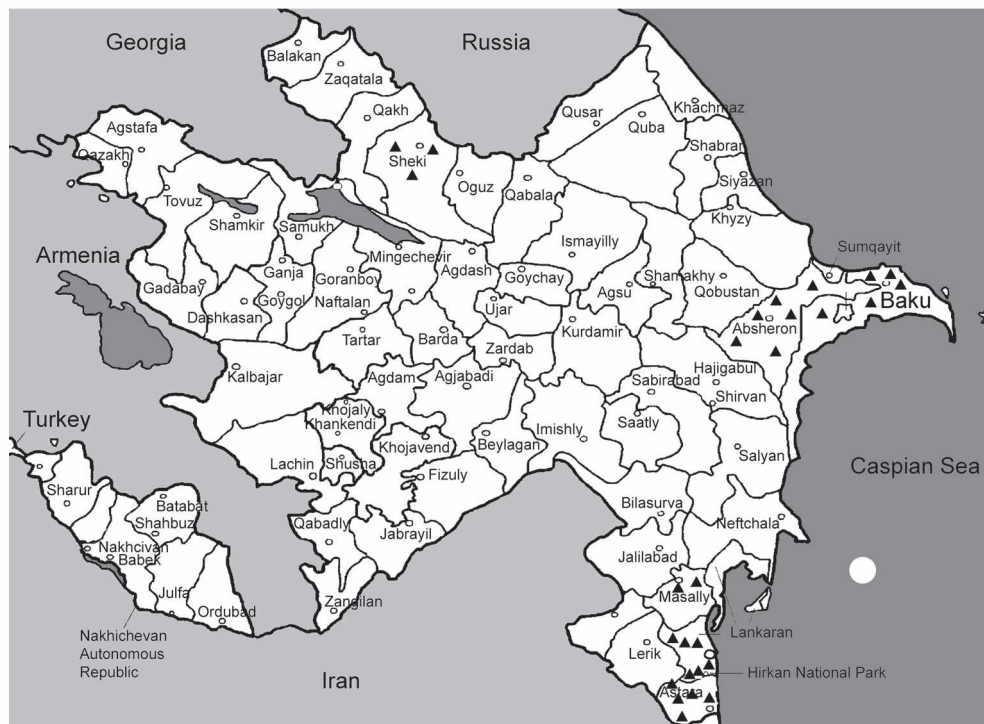 Georgia
Russia
Balakan
Zaqatala
Qakh
Qusar
Khachmaz
Quba
Agstafa
Qazakh
Sheki
Shabran
Oguz
Qabala
Siyazan
Tovuz
Shamkir
Samukh
Khyzy
Armenia
Mingechevir
Ismayilly
Sumqayit
Ganja
Goranboy
Agdash
Goychay
Shamakhy
Gadabay
Goygol
Naftalan
Agsu
Qobustan
Baku
Dashkasan
Ujar
Absheron
Tartar
Barda
Kurdamir
Zardab
Kalbajar
Agdam
Agjabadi
Hajigabul
Sabirabad
Shirvan
Khojaly
Khankendi
Turkey
Khojavend
Beylagan
Imishly
Saatly
Salyan
Lachin
Shusha
Fizuly
Caspian Sea
Sharur
Batabat
Shahbuz
Qabadly
Jabrayil
Bilasurva
Neftchala
Nakhcivan
Babek
Jalilabad
Julfa
Ordubad
Zangilan
Masally
Nakhichevan
Autonomous
Republic
Lankaran
Lerik
Iran
Hirkan National Park
Astara